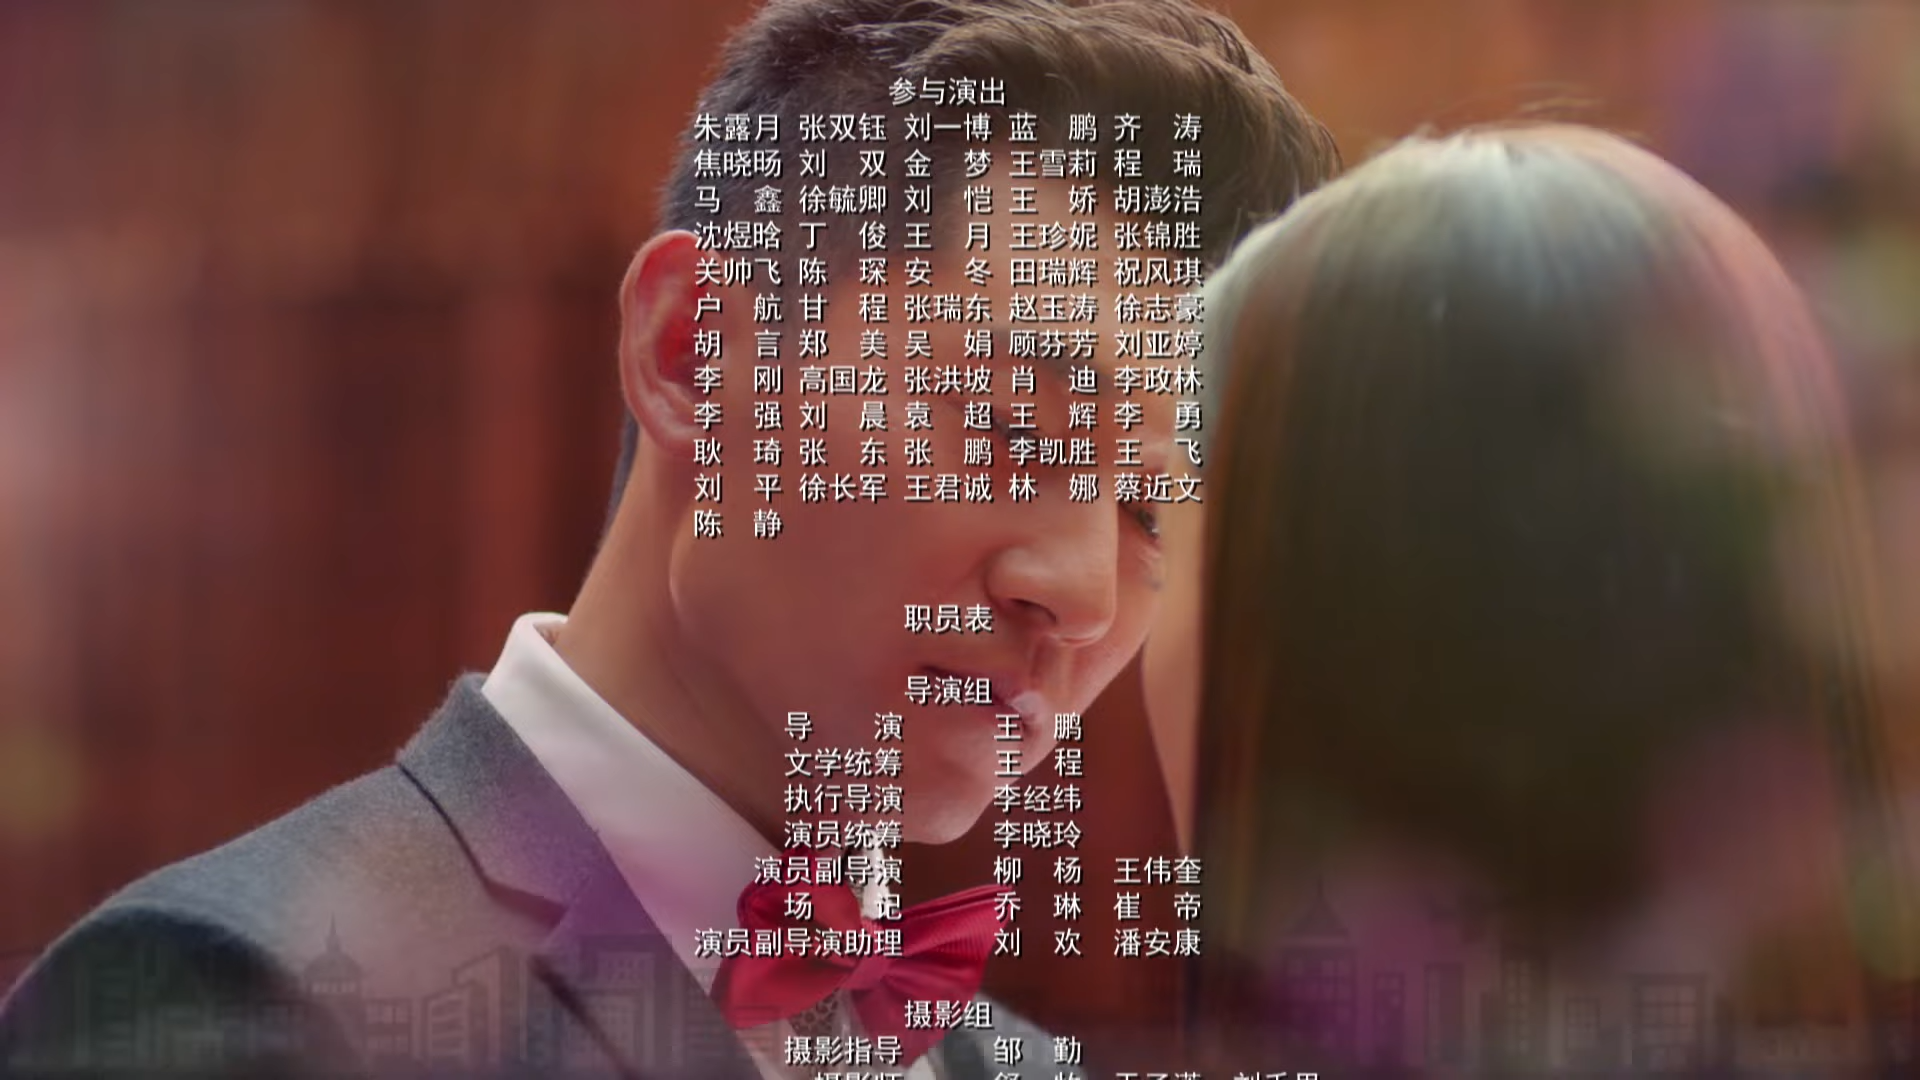 参与演出
朱露月 张双钰 刘一博 蓝 鹏 齐 涛
焦晓旸 刘 双 金 梦 王雪莉 程 瑞
马 鑫 徐毓卿 刘 恺 王 娇 胡澎浩
沈煜晗 丁 俊 王 月 王珍妮 张锦胜
关帅飞 陈 琛 安 冬 田瑞辉 祝风琪
户 航 甘 程 张瑞东 赵玉涛 徐志豪
胡 言 郑 美 吴 娟 顾芬芳 刘亚婷
李 刚 高国龙 张洪坡 肖 迪 李政林
李 强 刘 晨 袁 超 王 辉 李 勇
耿 琦 张 东 张 鹏 李凯胜 王 飞
刘 平 徐长军 王君诚 林 娜 蔡近文
陈 静
职员表
导演组
导 演 王 鹏
文学统筹 王 程
执行导演 李经纬
演员统筹 李晓玲
演员副导演 柳 杨 王伟奎
场 记 乔 琳 崔 帝
演员副导演助理 刘 欢 潘安康
摄影组
摄影指导 邹 勤